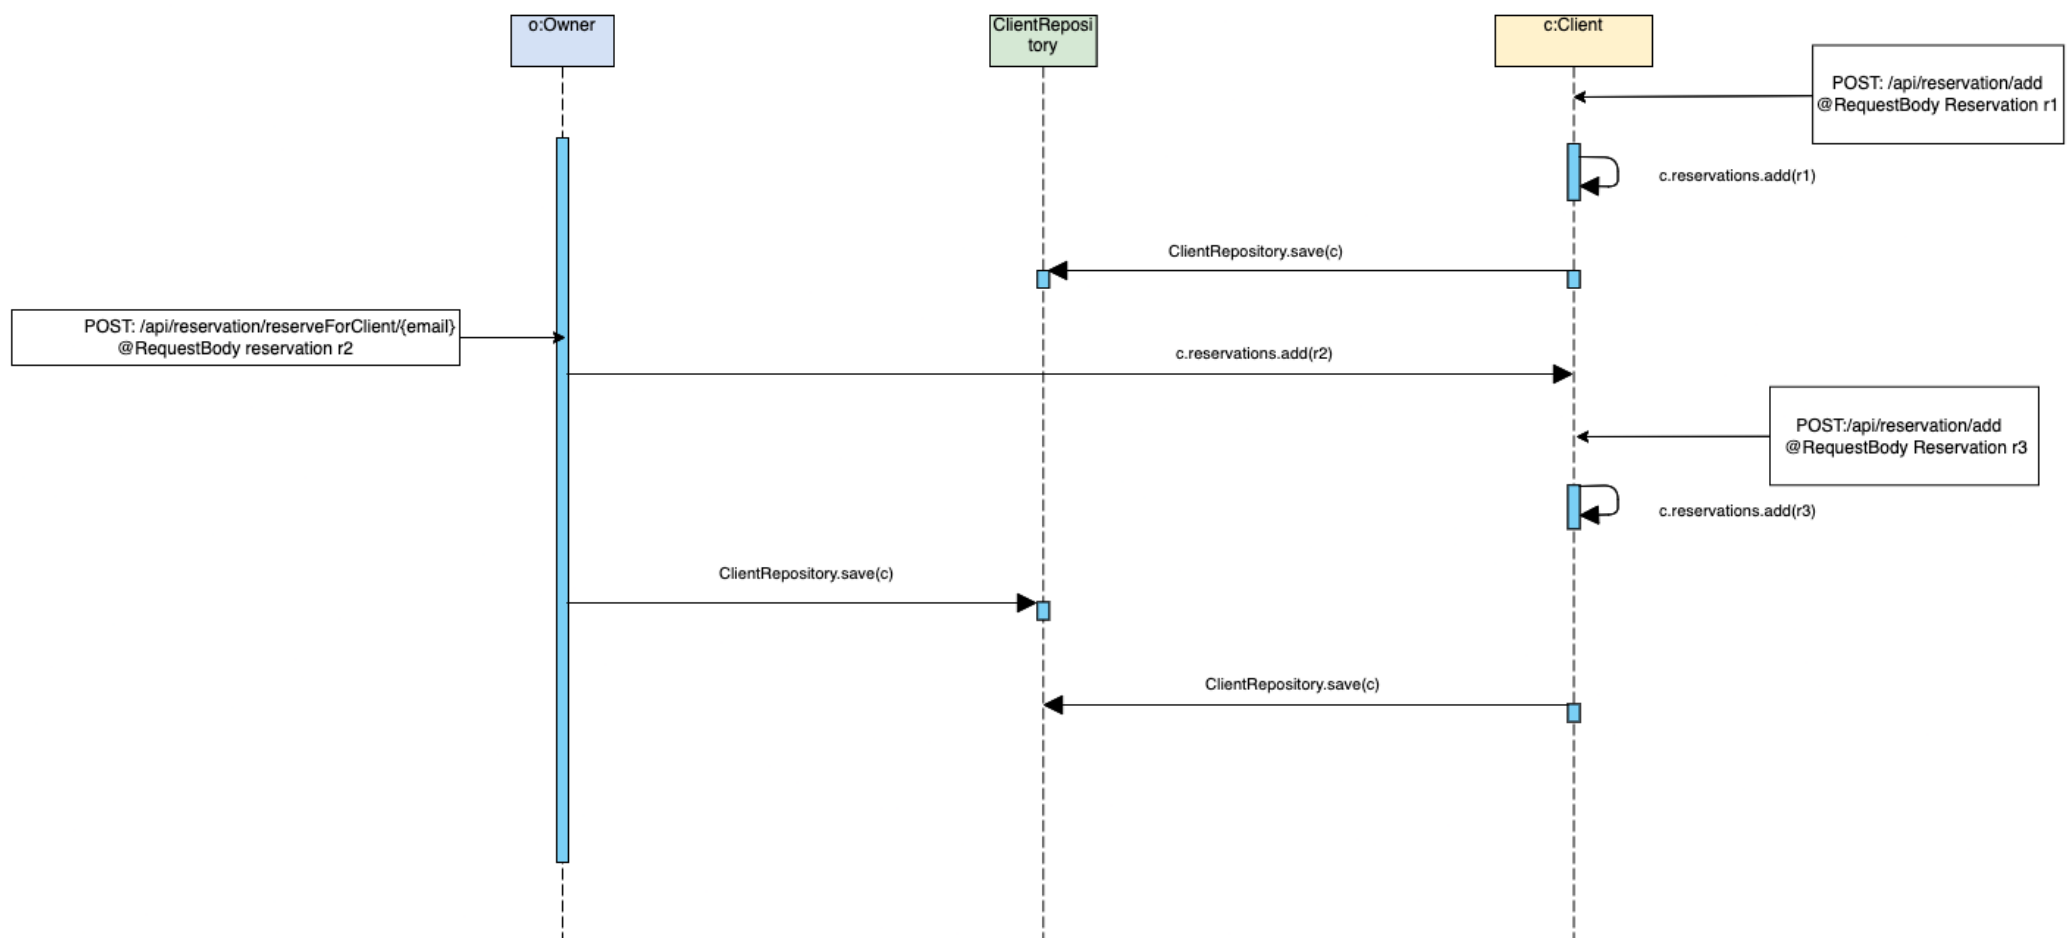 o:Owner
ClientReposi
tory
c:Client
POST: /api/reservation/add
@RequestBody Reservation r1
c.reservations.add(r1)
ClientRepository.save(c)
POST: /api/reservation/reserveForClient/{email}
@RequestBody reservation r2
c.reservations.add(r2)
POST:/api/reservation/add
@RequestBody Reservation r3
c.reservations.add(r3)
ClientRepository.save(c)
ClientRepository.save(c)